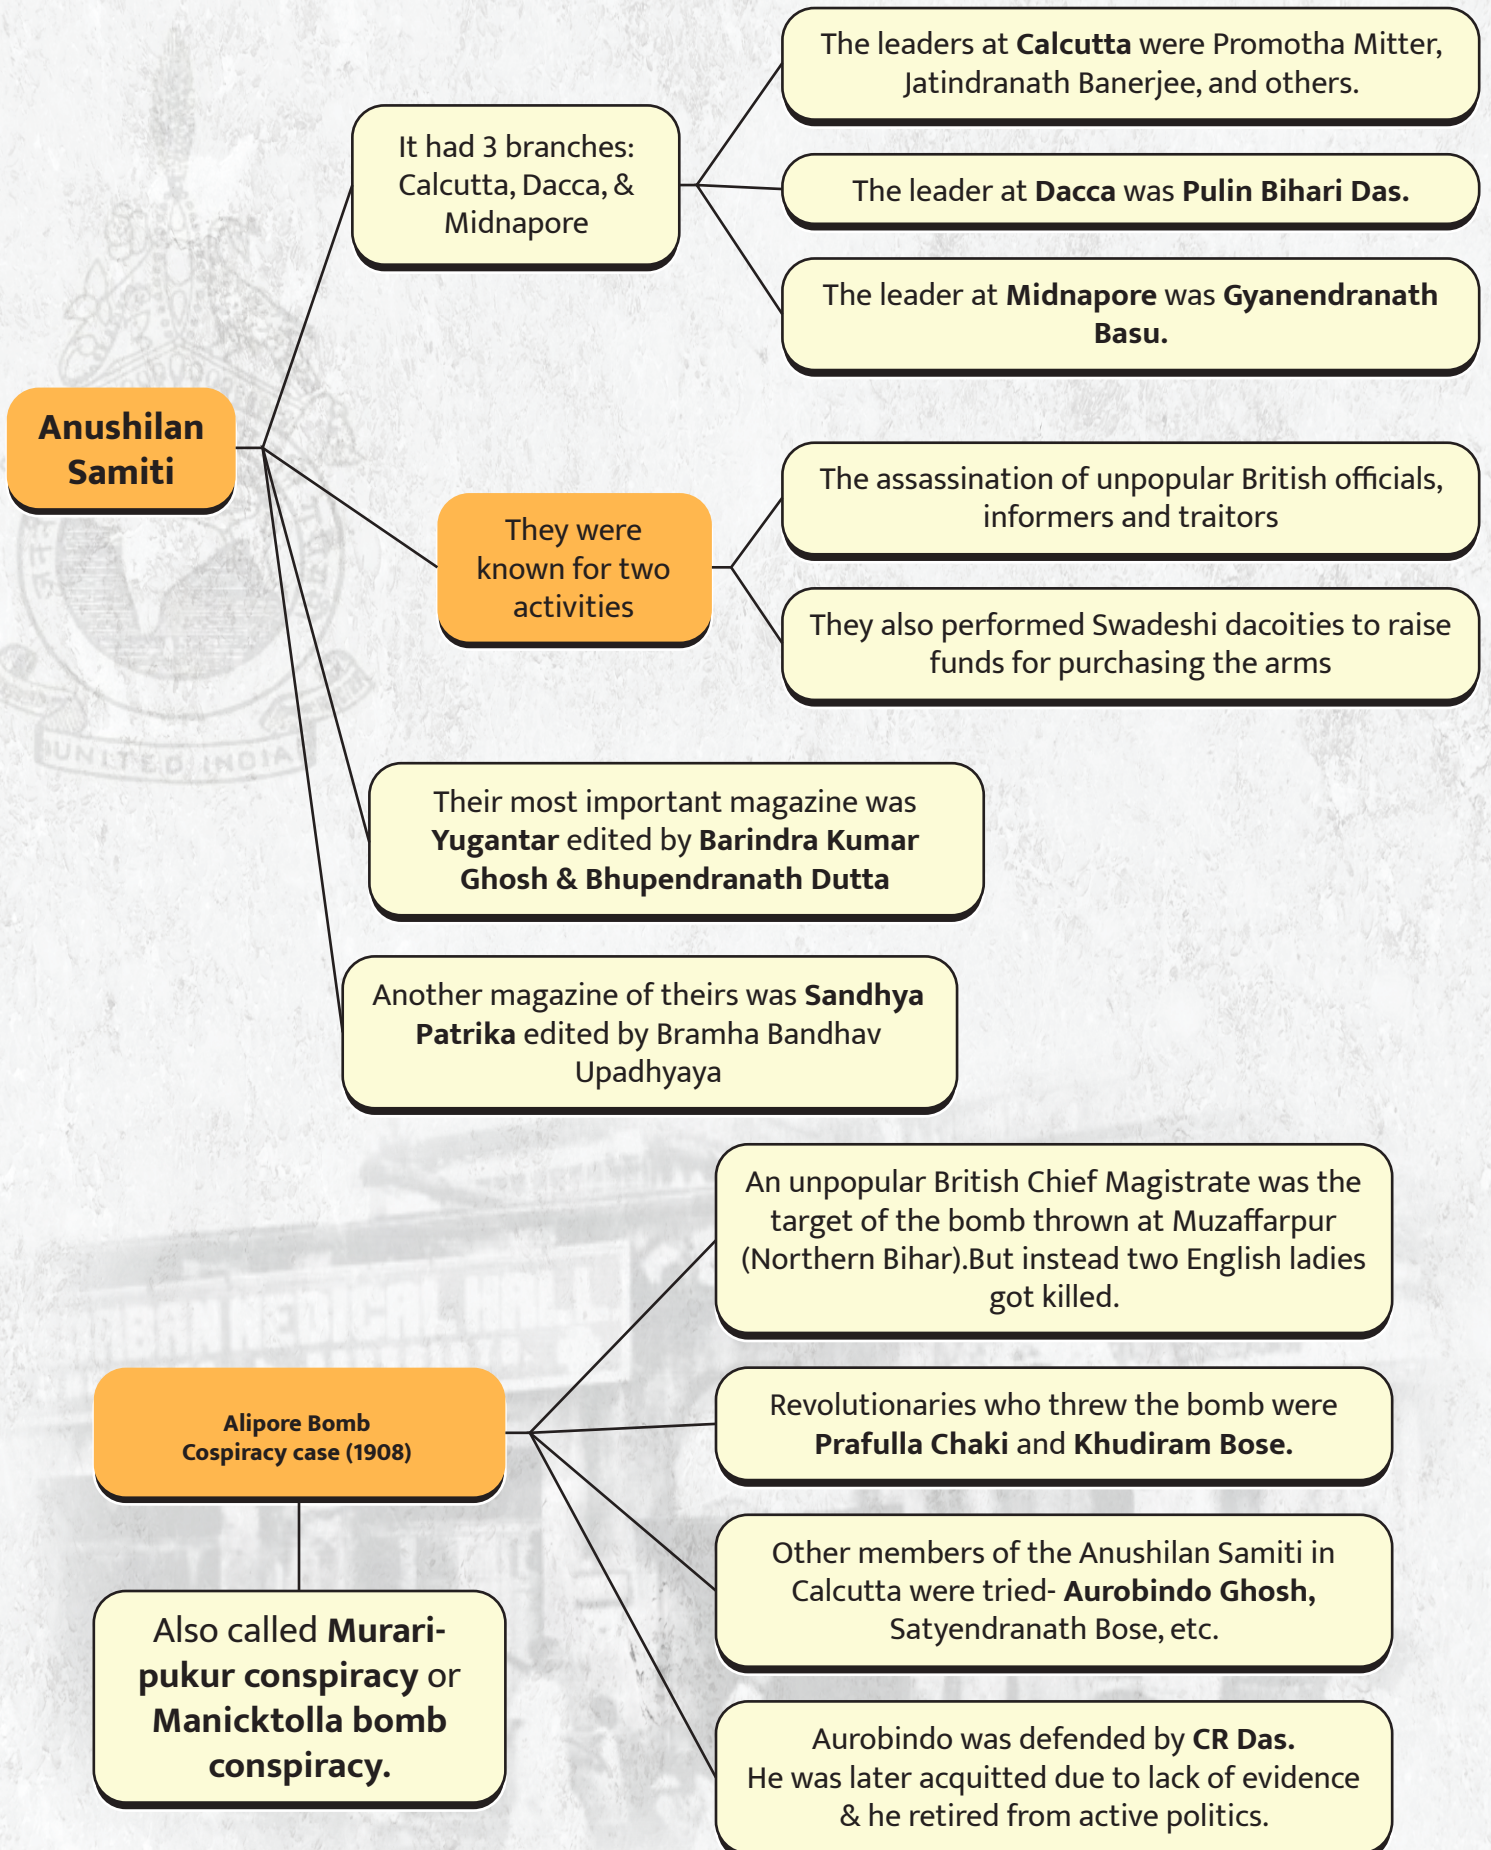 The leaders at Calcutta were Promotha Mitter,
Jatindranath Banerjee, and others.
It had 3 branches:
Calcutta, Dacca, &
Midnapore
The leader at Dacca was Pulin Bihari Das.
The leader at Midnapore was Gyanendranath
Basu.
Anushilan
Samiti
The assassination of unpopular British officials,
informers and traitors
They were
known for two
activities
They also performed Swadeshi dacoities to raise
funds for purchasing the arms
UNITED INDIA
Their most important magazine was
Yugantar edited by Barindra Kumar
Ghosh & Bhupendranath Dutta
Another magazine of theirs was Sandhya
Patrika edited by Bramha Bandhav
Upadhyaya
An unpopular British Chief Magistrate was the
target of the bomb thrown at Muzaffarpur
(Northern Bihar).But instead two English ladies
got killed.
MEDICAL HALL
Alipore Bomb
Cospiracy case (1908)
Revolutionaries who threw the bomb were
Prafulla Chaki and Khudiram Bose.
Other members of the Anushilan Samiti in
Calcutta were tried- Aurobindo Ghosh,
Satyendranath Bose, etc.
Also called Murari-
pukur conspiracy or
Manicktolla bomb
conspiracy.
Aurobindo was defended by CR Das.
He was later acquitted due to lack of evidence
& he retired from active politics.